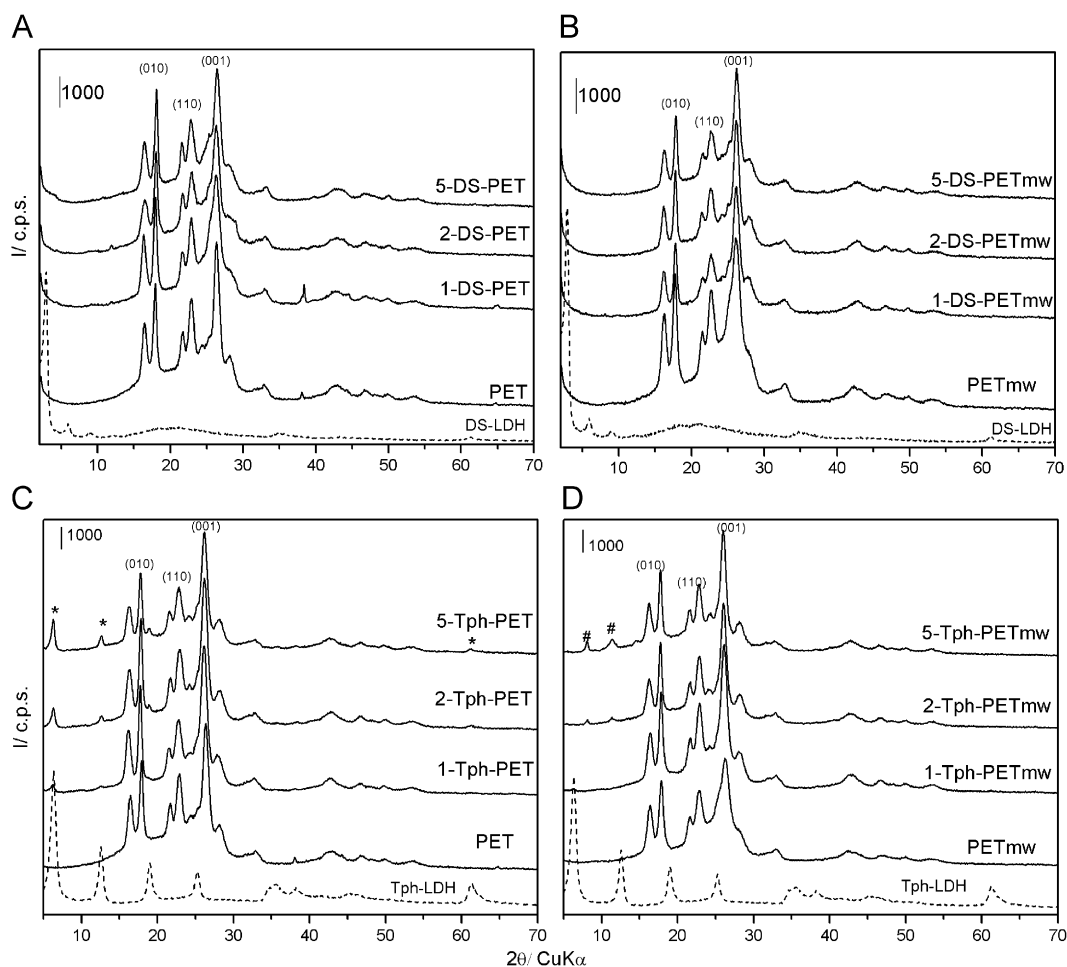 A
(010)
(110)
(001)
1000
5-DS-PET
2-DS-PET
1-DS-PET
PET
DS-LDH
I/ c.p.s.
10 20 30 40 50 60 70
B
(010)
(110)
(001)
1000
5-DS-PETmw
2-DS-PETmw
1-DS-PETmw
PETmw
DS-LDH
10 20 30 40 50 60 70
C
(010)
(110)
(001)
1000
* * *
5-Tph-PET
2-Tph-PET
1-Tph-PET
PET
Tph-LDH
I/ c.p.s.
10 20 30 40 50 60 70
D
(010)
(110)
(001)
1000
# #
5-Tph-PETmw
2-Tph-PETmw
1-Tph-PETmw
PETmw
Tph-LDH
10 20 30 40 50 60 70
2θ/ CuKα